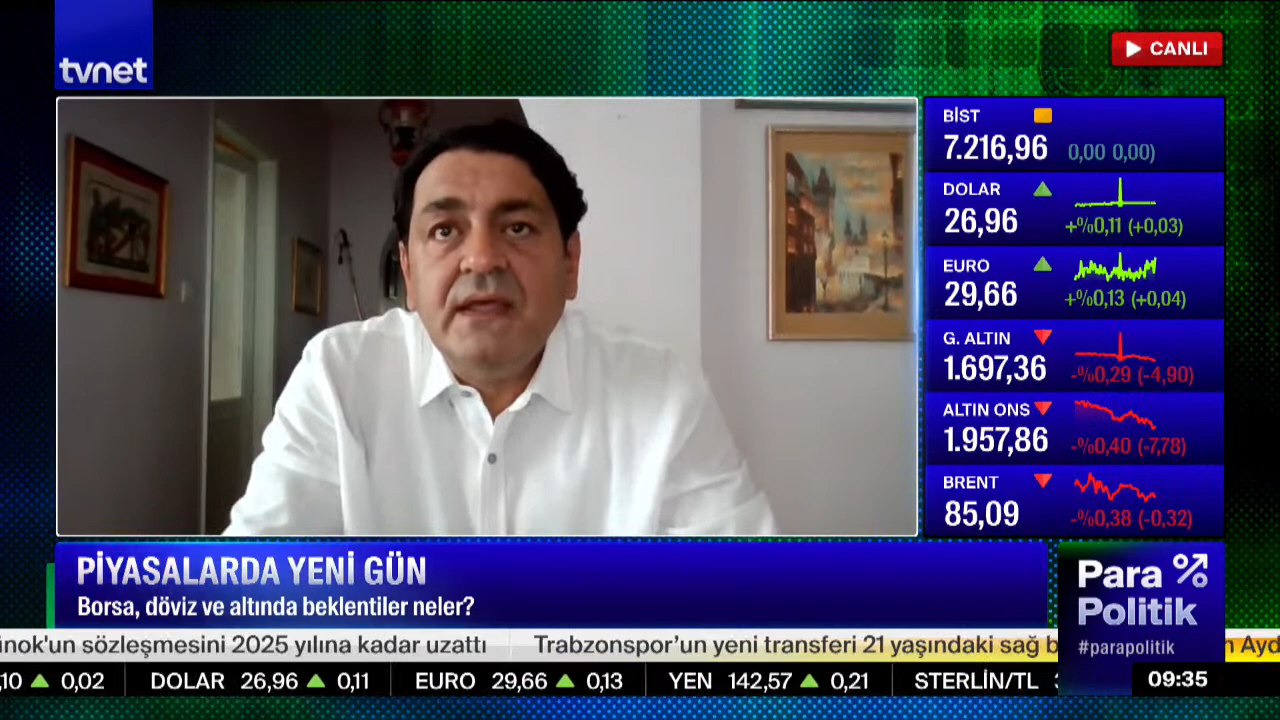 tvnet
CANLI
BİST
7.216,96 0,00 0,00)
DOLAR
26,96 +%0,11 (+0,03)
EURO
29,66 +%0,13 (+0,04)
G. ALTIN
1.697,36 -%0,29 (-4,90)
ALTIN ONS
1.957,86 -%0,40 (-7,78)
BRENT
85,09 -%0,38 (-0,32)
PİYASALARDA YENİ GÜN
Borsa, döviz ve altında beklentiler neler?
Para %
Politik
#parapolitik
inok'un sözleşmesini 2025 yılına kadar uzattı Trabzonspor'un yeni transferi 21 yaşındaki sağ b
10 0,02 DOLAR 26,96 0,11 EURO 29,66 0,13 YEN 142,57 0,21 STERLİN/TL
09:35